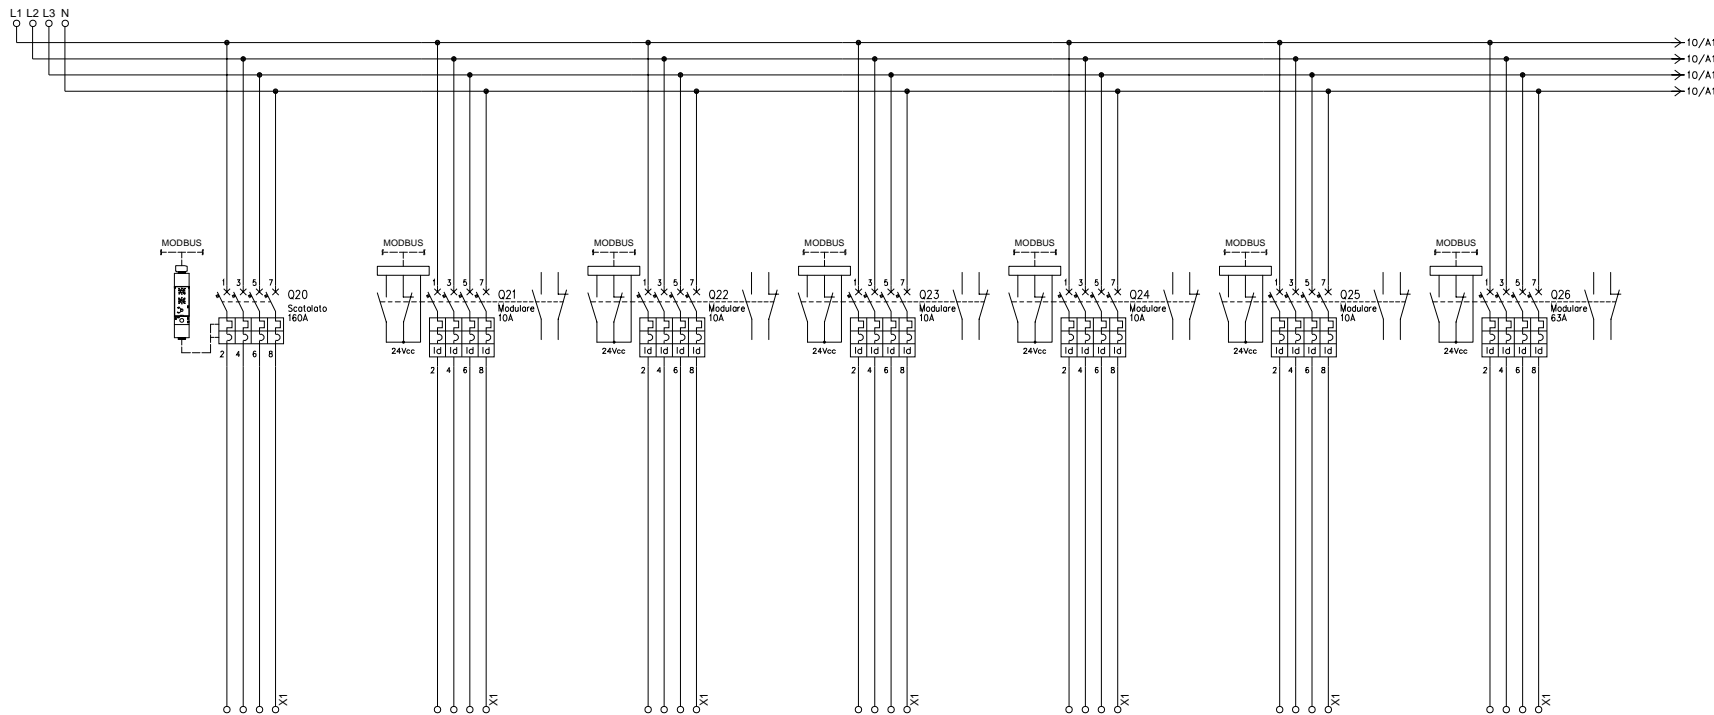 L1 L2 L3 N
10/A1
10/A1
10/A1
10/A1
MODBUS MODBUS MODBUS MODBUS MODBUS MODBUS MODBUS
1 3 5 7 1 3 5 7 1 3 5 7 1 3 5 7 1 3 5 7 1 3 5 7 1 3 5 7
Q20 Q21 Q22 Q23 Q24 Q25 Q26
Scatolato Modulare Modulare Modulare Modulare Modulare Modulare
160A 10A 10A 10A 10A 10A 63A
2 4 6 8 24Vcc Id Id Id Id 24Vcc Id Id Id Id 24Vcc Id Id Id Id 24Vcc Id Id Id Id 24Vcc Id Id Id Id 24Vcc Id Id Id Id
2 4 6 8 2 4 6 8 2 4 6 8 2 4 6 8 2 4 6 8 2 4 6 8
X1 X1 X1 X1 X1 X1 X1